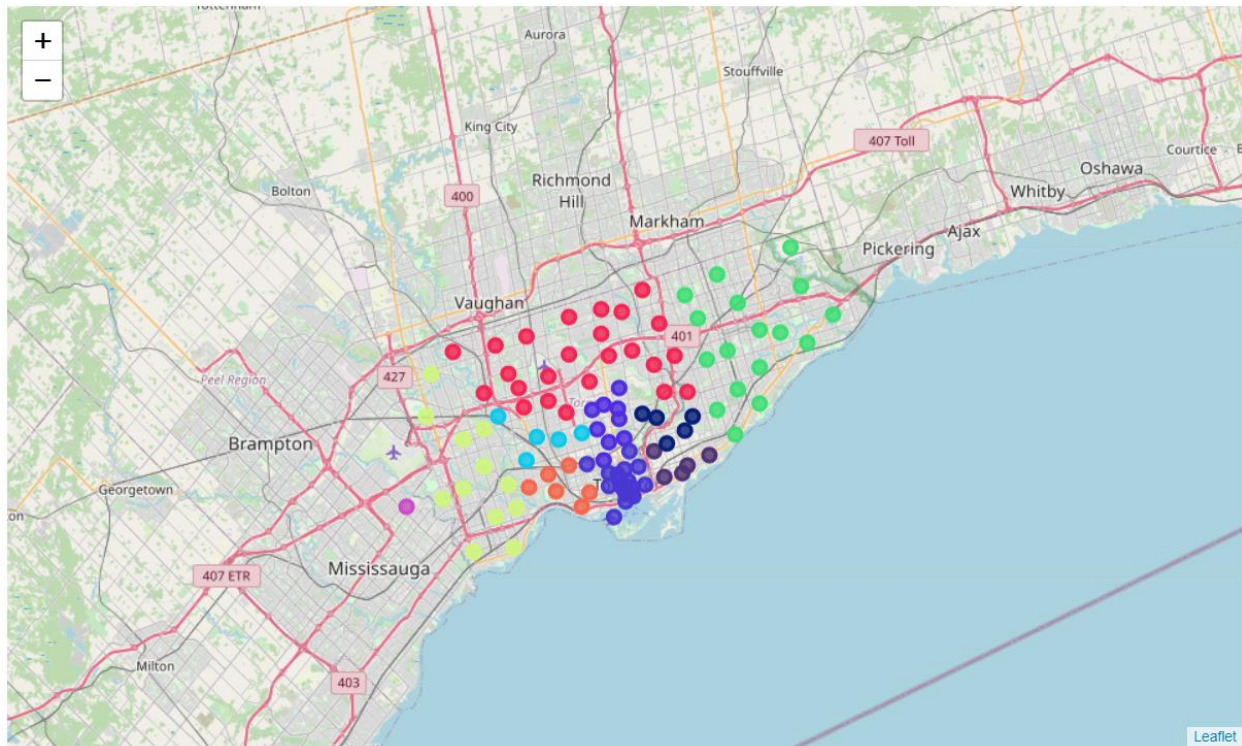 Tottenham
+
−
Aurora
Stouffville
King City
407 Toll
Courtice
Oshawa
Bolton
400
Richmond
Hill
Whitby
Markham
Ajax
Pickering
Vaughan
401
427
Peel Region
Brampton
Georgetown
Mississauga
407 ETR
Milton
403
Leaflet